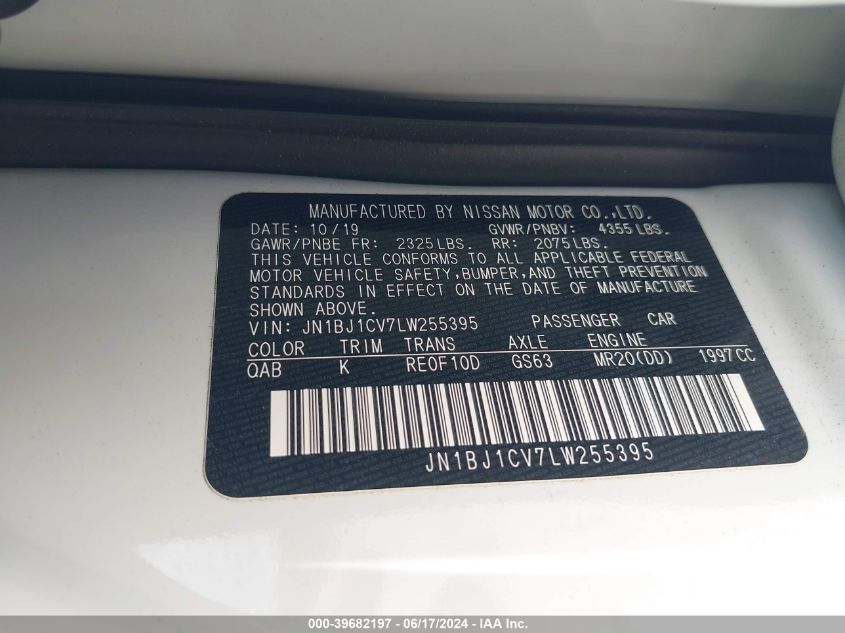 MANUFACTURED BY NISSAN MOTOR CO.,LTD.
DATE: 10/19 GVWR/PNBV: 4355 LBS.
GAWR/PNBE FR: 2325 LBS. RR: 2075 LBS.
THIS VEHICLE CONFORMS TO ALL APPLICABLE FEDERAL
MOTOR VEHICLE SAFETY,BUMPER,AND THEFT PREVENTION
STANDARDS IN EFFECT ON THE DATE OF MANUFACTURE
SHOWN ABOVE.
VIN: JN1BJ1CV7LW255395 PASSENGER CAR
COLOR TRIM TRANS AXLE ENGINE
QAB K RE0F10D GS63 MR20(DD) 1997CC
JN1BJ1CV7LW255395
000-39682197 - 06/17/2024 - IAA Inc.